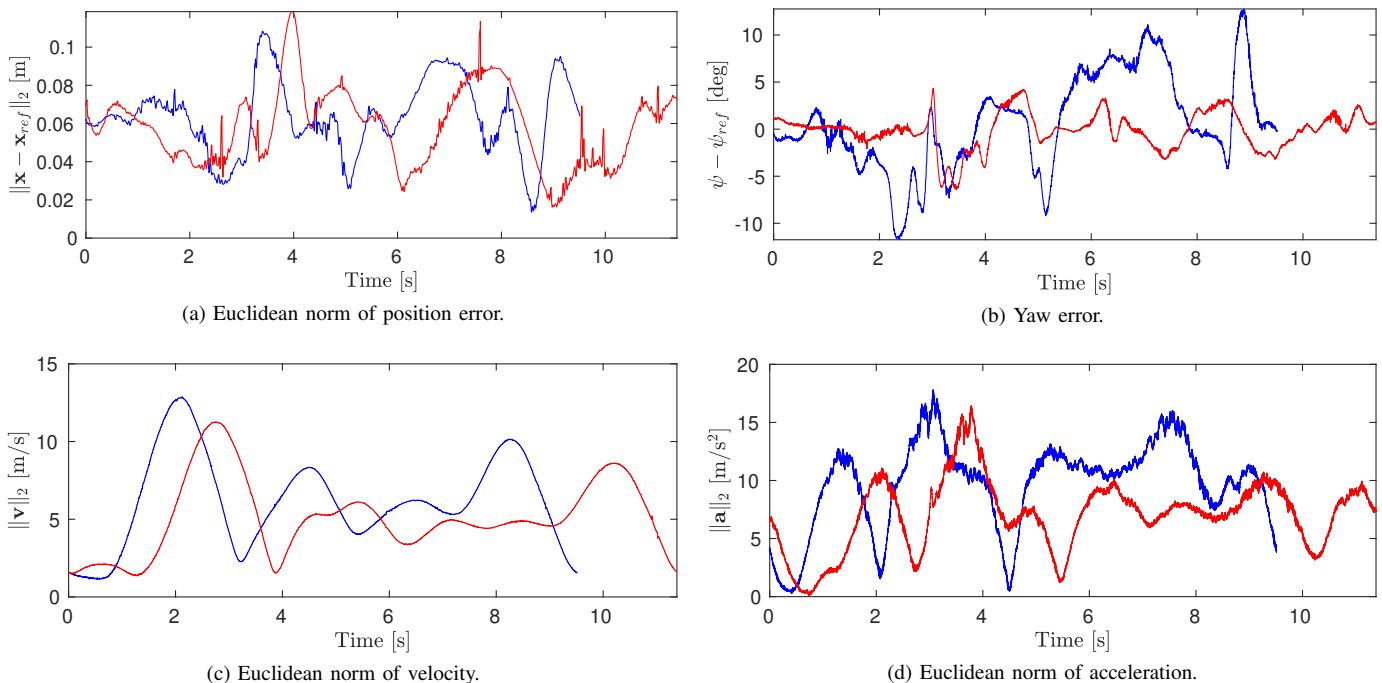 0.1
0.08
0.06
0.04
0.02
0
0 2 4 6 8 10
‖x − x_ref‖₂ [m]
Time [s]
(a) Euclidean norm of position error.
10
5
0
-5
-10
0 2 4 6 8 10
ψ − ψ_ref [deg]
Time [s]
(b) Yaw error.
15
10
5
0
0 2 4 6 8 10
‖v‖₂ [m/s]
Time [s]
(c) Euclidean norm of velocity.
20
15
10
5
0
0 2 4 6 8 10
‖a‖₂ [m/s²]
Time [s]
(d) Euclidean norm of acceleration.